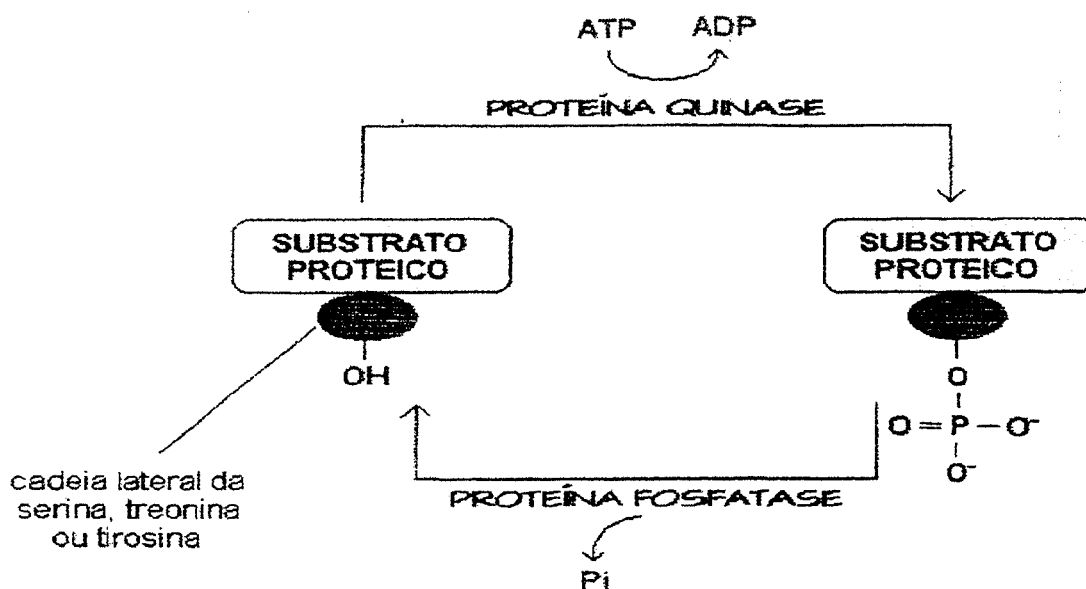 ATP ADP
PROTEÍNA QUINASE
SUBSTRATO
PROTEICO
SUBSTRATO
PROTEICO
OH
O
O = P – O⁻
O⁻
cadeia lateral da
serina, treonina
ou tirosina
PROTEÍNA FOSFATASE
Pi